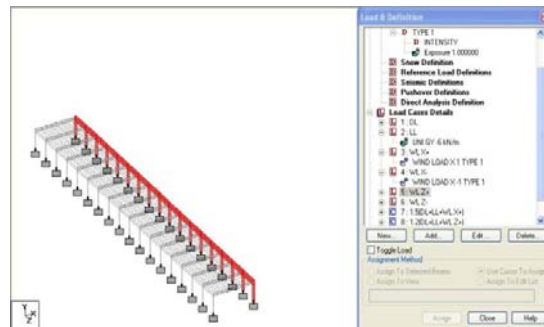 Load & Definition
D TYPE 1
D INTENSITY
Exposure 1.000000
Snow Definition
Reference Load Definitions
Seismic Definition
Pushover Definitions
Direct Analysis Definition
Load Cases Details
1 : DL
2 : LL
UNI GY -6 kN/m
3 : WL X+
WIND LOAD X 1 TYPE 1
4 : WL X-
WIND LOAD X -1 TYPE 1
5 : WL Z+
6 : WL Z-
7 : 1.5(DL+LL+WLX+)
8 : 1.2(DL+LL+WLZ+)
New... Add... Edit... Delete...
Toggle Load
Assignment Method
Assign To Selected Beams Use Cursor To Assign
Assign To View Assign To Edit List
Assign Close Help
Y X Z